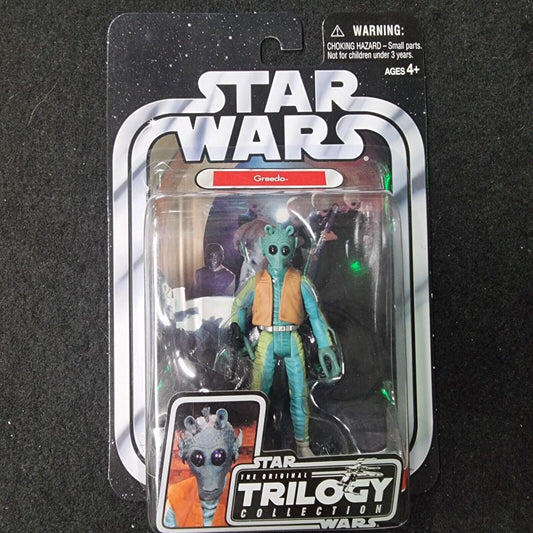 WARNING:
CHOKING HAZARD – Small parts.
Not for children under 3 years.
AGES 4+
STAR
WARS®
Greedo™
STAR
THE ORIGINAL
TRILOGY
COLLECTION
WARS